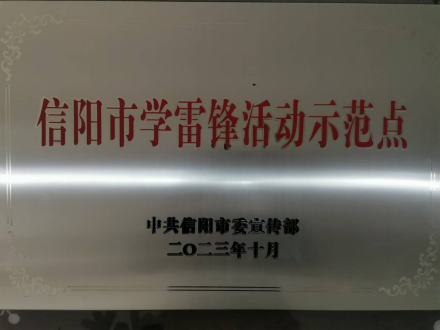 信阳市学雷锋活动示范点
中共信阳市委宣传部
二〇二三年十月